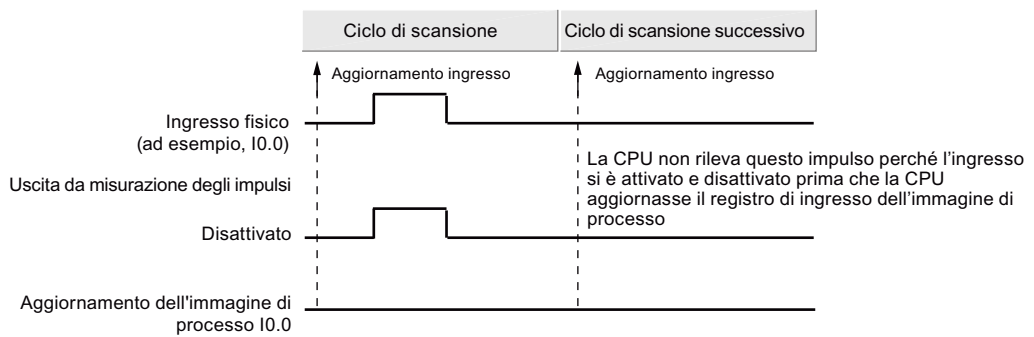 Ciclo di scansione
Ciclo di scansione successivo
Aggiornamento ingresso
Aggiornamento ingresso
Ingresso fisico
(ad esempio, I0.0)
La CPU non rileva questo impulso perché l'ingresso
si è attivato e disattivato prima che la CPU
aggiornasse il registro di ingresso dell'immagine di
processo
Uscita da misurazione degli impulsi
Disattivato
Aggiornamento dell'immagine di
processo I0.0